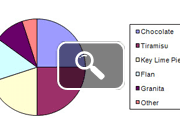 Chocolate
Tiramisu
Key Lime Pie
Flan
Granita
Other